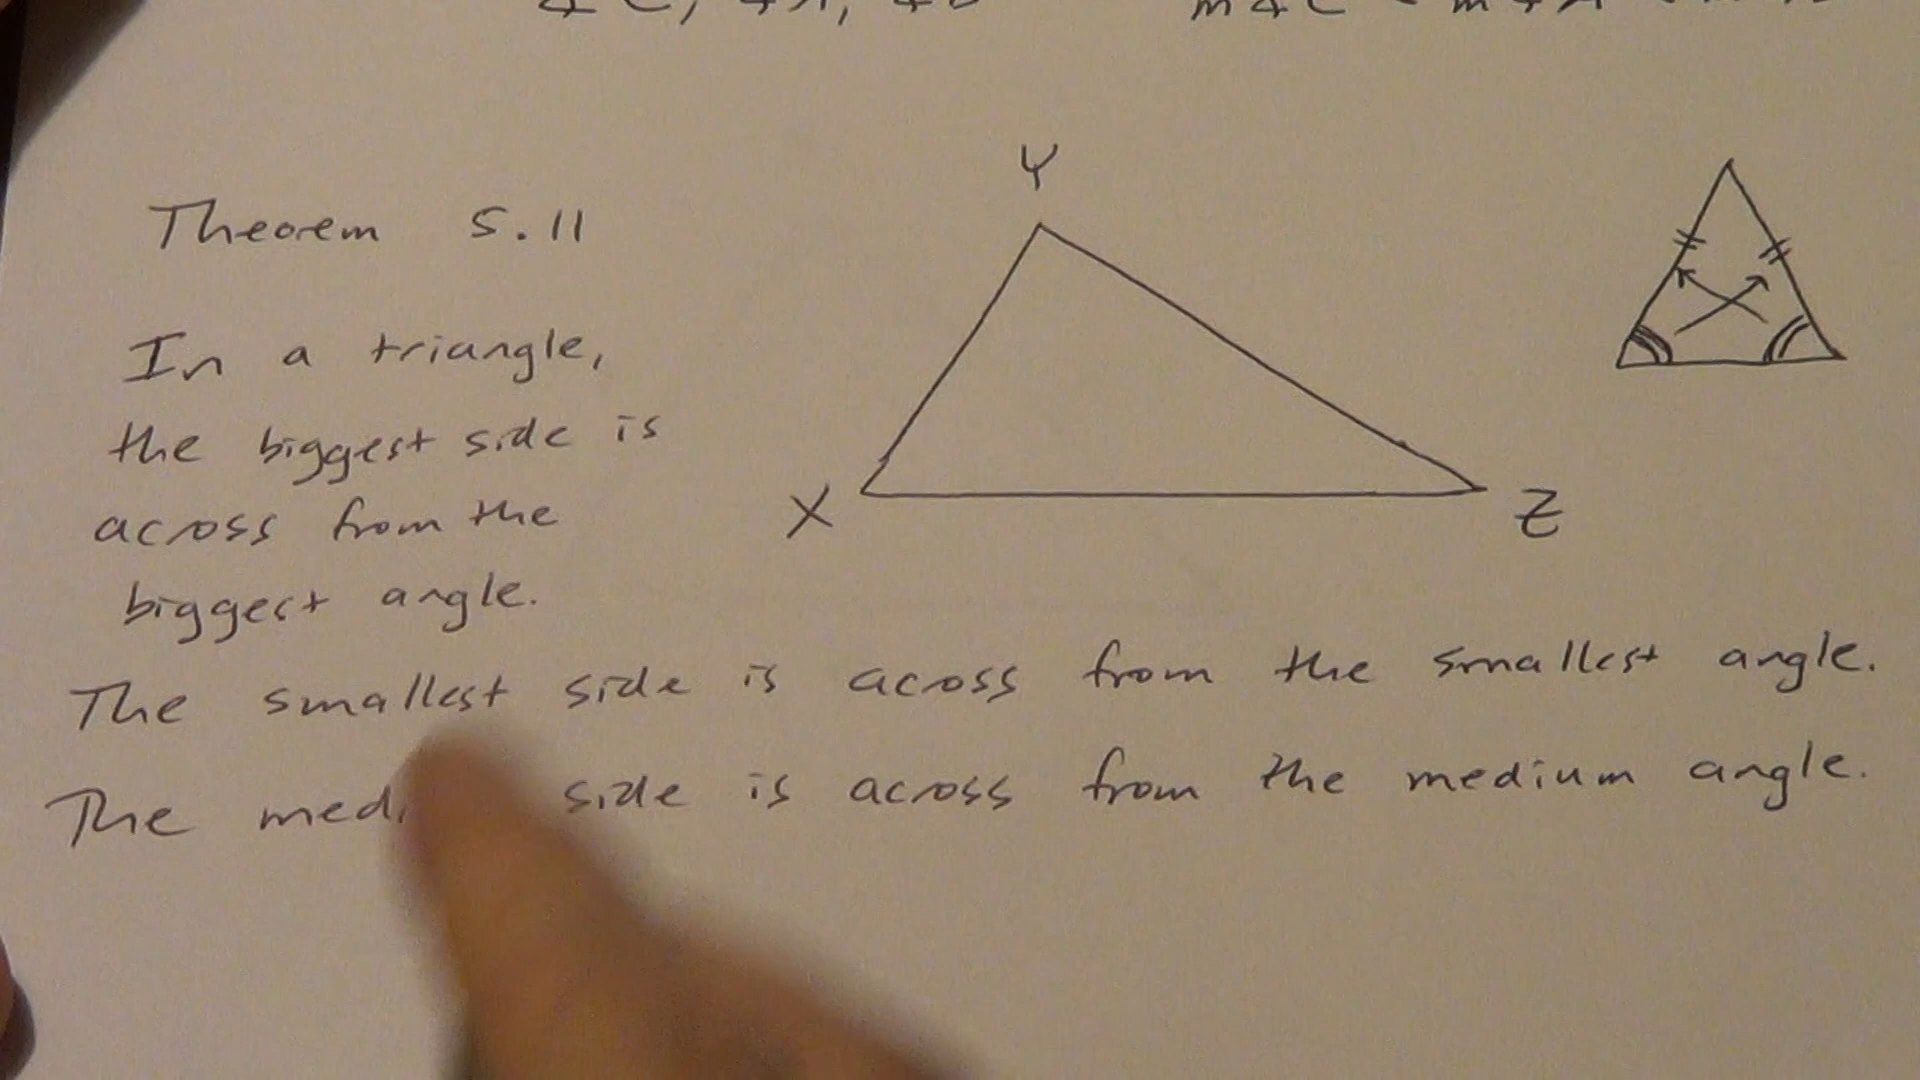 Theorem 5.11
In a triangle,
the biggest side is
across from the
biggest angle.
Y
X
Z
The smallest side is across from the smallest angle.
The side is across from the medium angle.